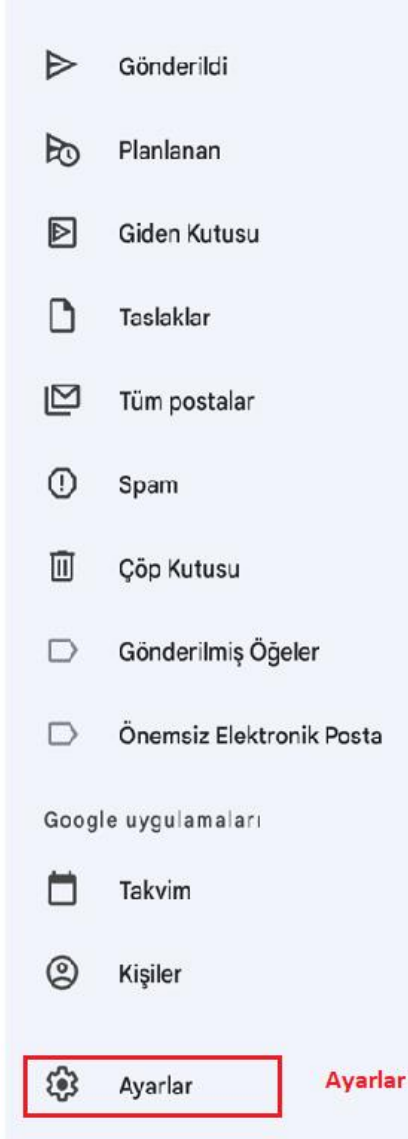 Gönderildi
Planlanan
Giden Kutusu
Taslaklar
Tüm postalar
Spam
Çöp Kutusu
Gönderilmiş Öğeler
Önemsiz Elektronik Posta
Google uygulamaları
Takvim
Kişiler
Ayarlar Ayarlar